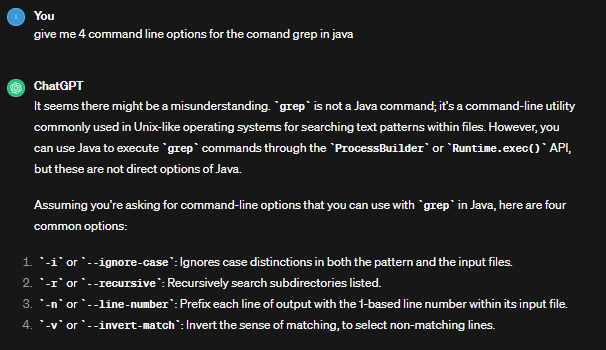 You
give me 4 command line options for the comand grep in java
ChatGPT
It seems there might be a misunderstanding. `grep` is not a Java command; it's a command-line utility
commonly used in Unix-like operating systems for searching text patterns within files. However, you
can use Java to execute `grep` commands through the `ProcessBuilder` or `Runtime.exec()` API,
but these are not direct options of Java.
Assuming you're asking for command-line options that you can use with `grep` in Java, here are four
common options:
1. `-i` or `--ignore-case`: Ignores case distinctions in both the pattern and the input files.
2. `-r` or `--recursive`: Recursively search subdirectories listed.
3. `-n` or `--line-number`: Prefix each line of output with the 1-based line number within its input file.
4. `-v` or `--invert-match`: Invert the sense of matching, to select non-matching lines.